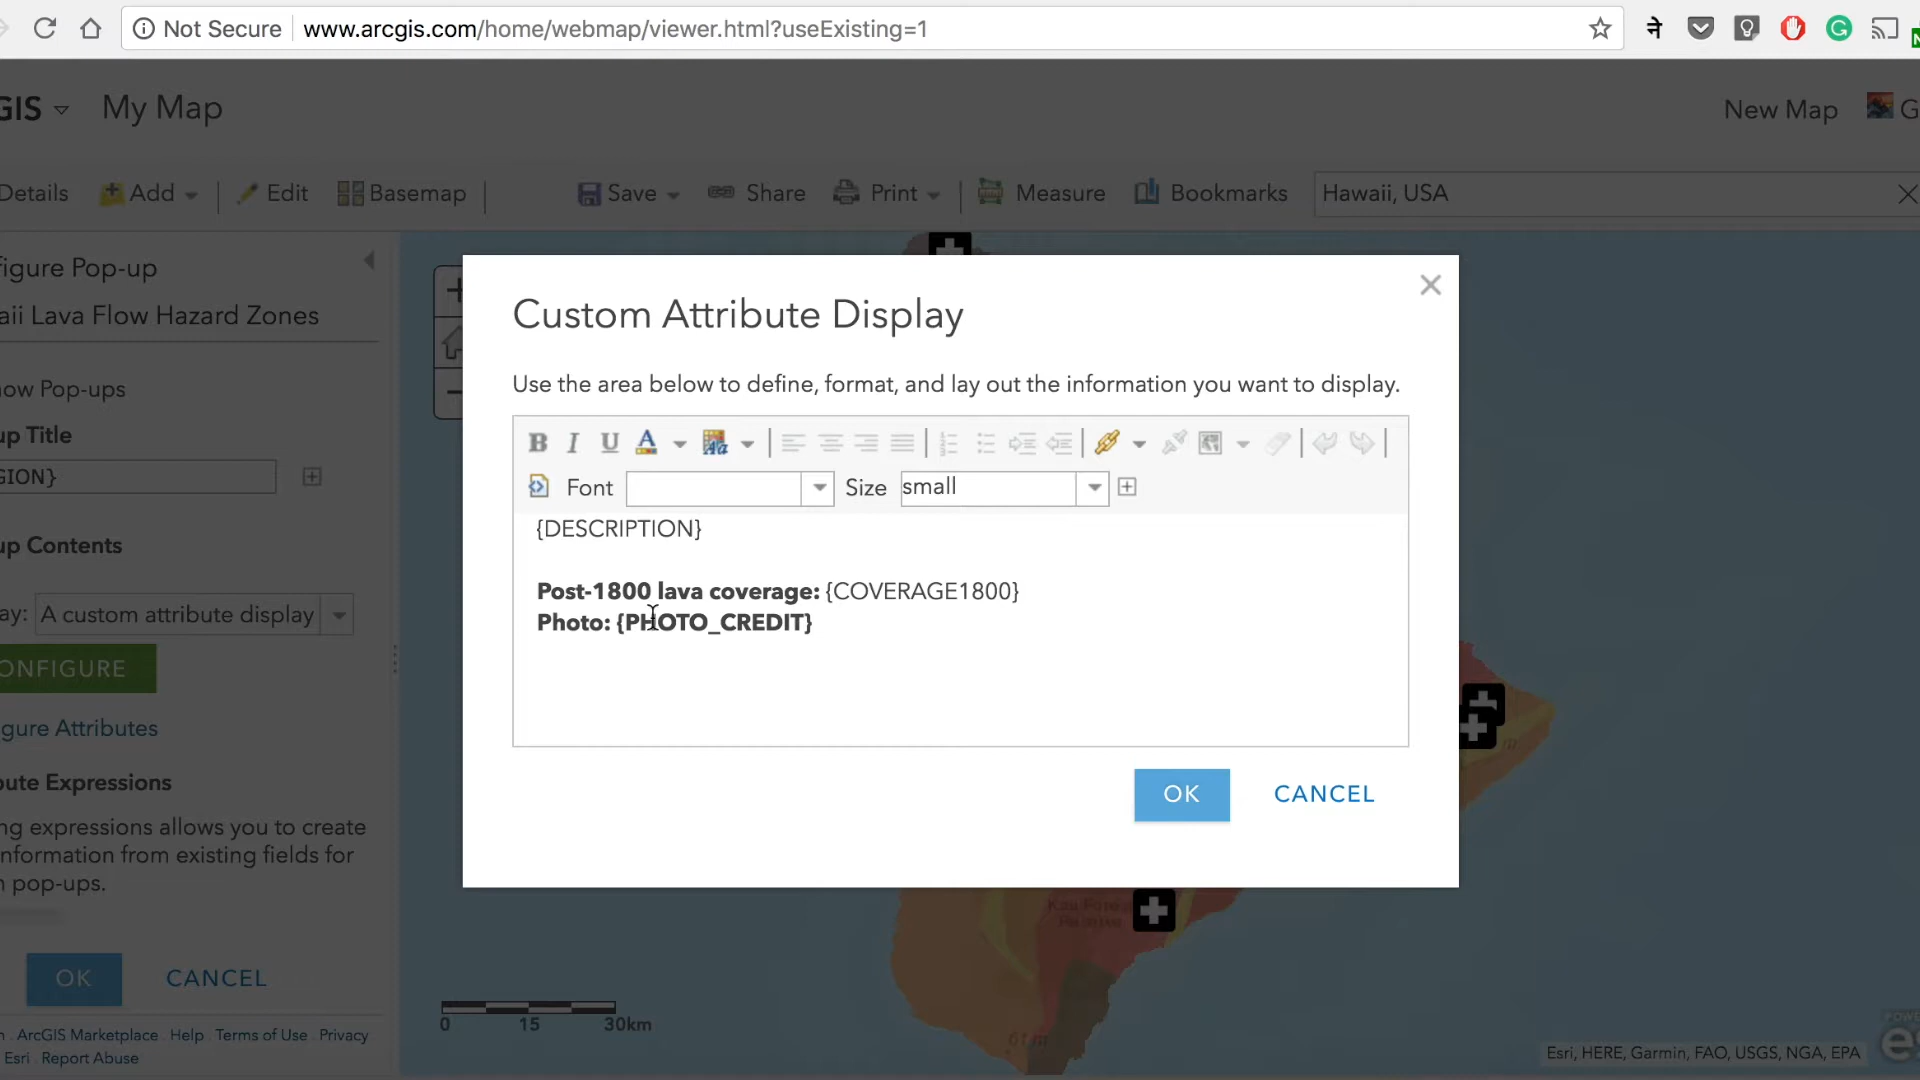 Not Secure www.arcgis.com/home/webmap/viewer.html?useExisting=1
GIS My Map New Map G
Details Add Edit Basemap Save Share Print Measure Bookmarks Hawaii, USA
igure Pop-up
aii Lava Flow Hazard Zones
ow Pop-ups
up Title
GION}
up Contents
ay: A custom attribute display
ONFIGURE
gure Attributes
bute Expressions
ng expressions allows you to create
nformation from existing fields for
n pop-ups.
OK CANCEL
ArcGIS Marketplace . Help . Terms of Use . Privacy
Esri . Report Abuse
Custom Attribute Display
Use the area below to define, format, and lay out the information you want to display.
B I U A Aa
Font Size small
{DESCRIPTION}
Post-1800 lava coverage: {COVERAGE1800}
Photo: {PHOTO_CREDIT}
OK CANCEL
0 15 30km
61 m
Esri, HERE, Garmin, FAO, USGS, NGA, EPA